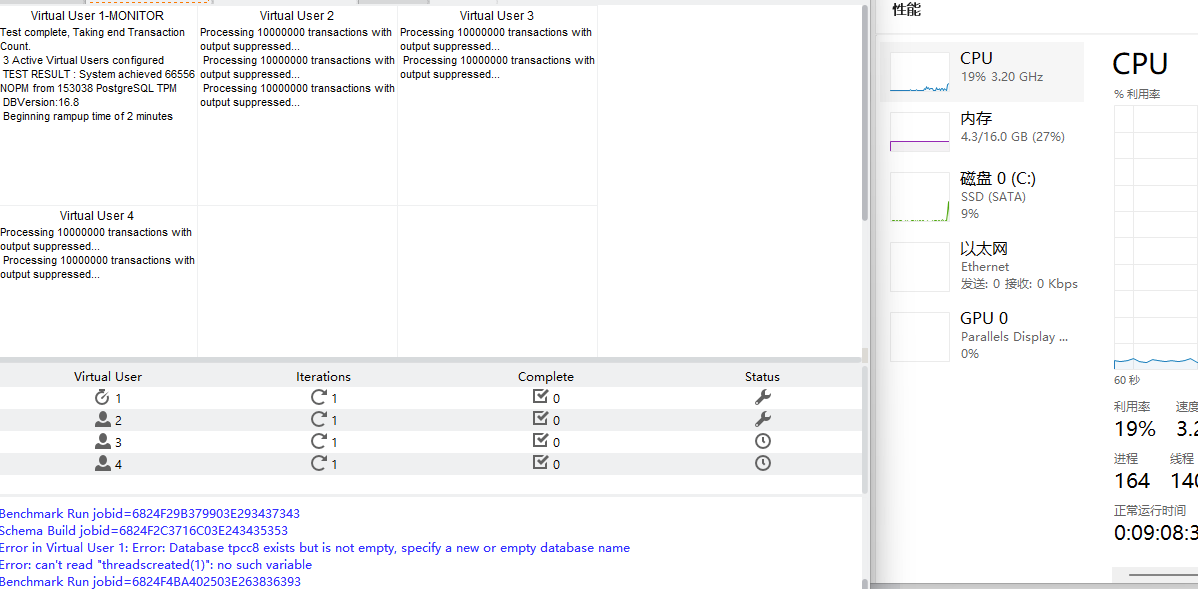 Virtual User 1-MONITOR
Test complete, Taking end Transaction
Count.
3 Active Virtual Users configured
TEST RESULT : System achieved 66556
NOPM from 153038 PostgreSQL TPM
DBVersion:16.8
Beginning rampup time of 2 minutes
Virtual User 2
Processing 10000000 transactions with
output suppressed...
Processing 10000000 transactions with
output suppressed...
Processing 10000000 transactions with
output suppressed...
Virtual User 3
Processing 10000000 transactions with
output suppressed...
Processing 10000000 transactions with
output suppressed...
Virtual User 4
Processing 10000000 transactions with
output suppressed...
Processing 10000000 transactions with
output suppressed...
Virtual User Iterations Complete Status
1 1 0
2 1 0
3 1 0
4 1 0
Benchmark Run jobid=6824F29B379903E293437343
Schema Build jobid=6824F2C3716C03E243435353
Error in Virtual User 1: Error: Database tpcc8 exists but is not empty, specify a new or empty database name
Error: can't read "threadscreated(1)": no such variable
Benchmark Run jobid=6824F4BA402503E263836393
性能
CPU
19% 3.20 GHz
内存
4.3/16.0 GB (27%)
磁盘 0 (C:)
SSD (SATA)
9%
以太网
Ethernet
发送: 0 接收: 0 Kbps
GPU 0
Parallels Display ...
0%
CPU
% 利用率
60 秒
利用率 速度
19% 3.2
进程 线程
164 140
正常运行时间
0:09:08:3